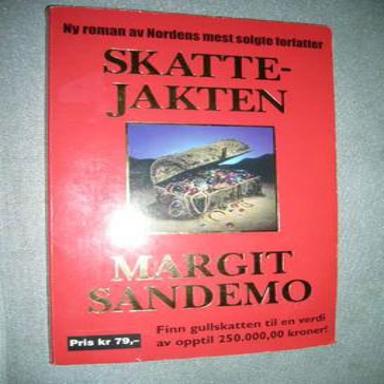 Ny roman av Nordens mest solgte forfatter
SKATTE-
JAKTEN
MARGIT
SANDEMO
Finn gullskatten til en verdi
av opptil 250.000,00 kroner!
Pris kr 79,-